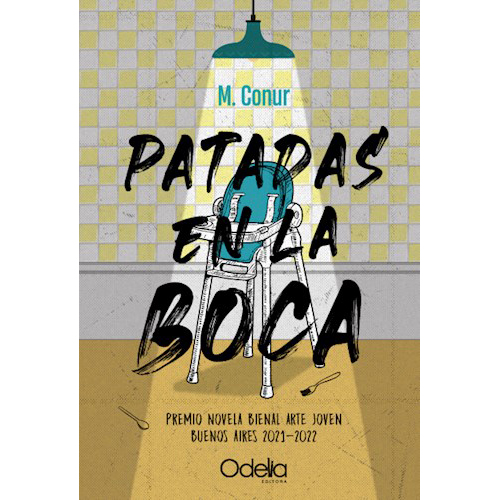 M. Conur
PATADAS
EN LA
BOCA
PREMIO NOVELA BIENAL ARTE JOVEN
BUENOS AIRES 2021-2022
Odelia
EDITORA